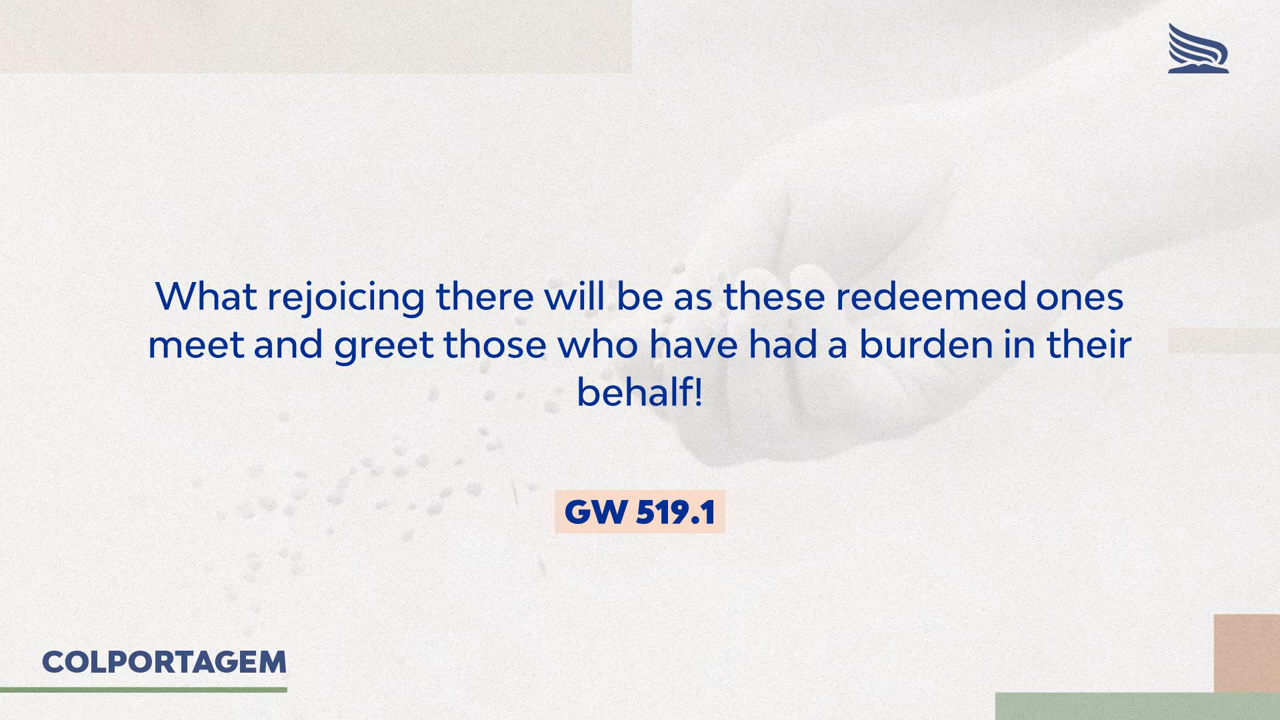 What rejoicing there will be as these redeemed ones
meet and greet those who have had a burden in their
behalf!
GW 519.1
COLPORTAGEM